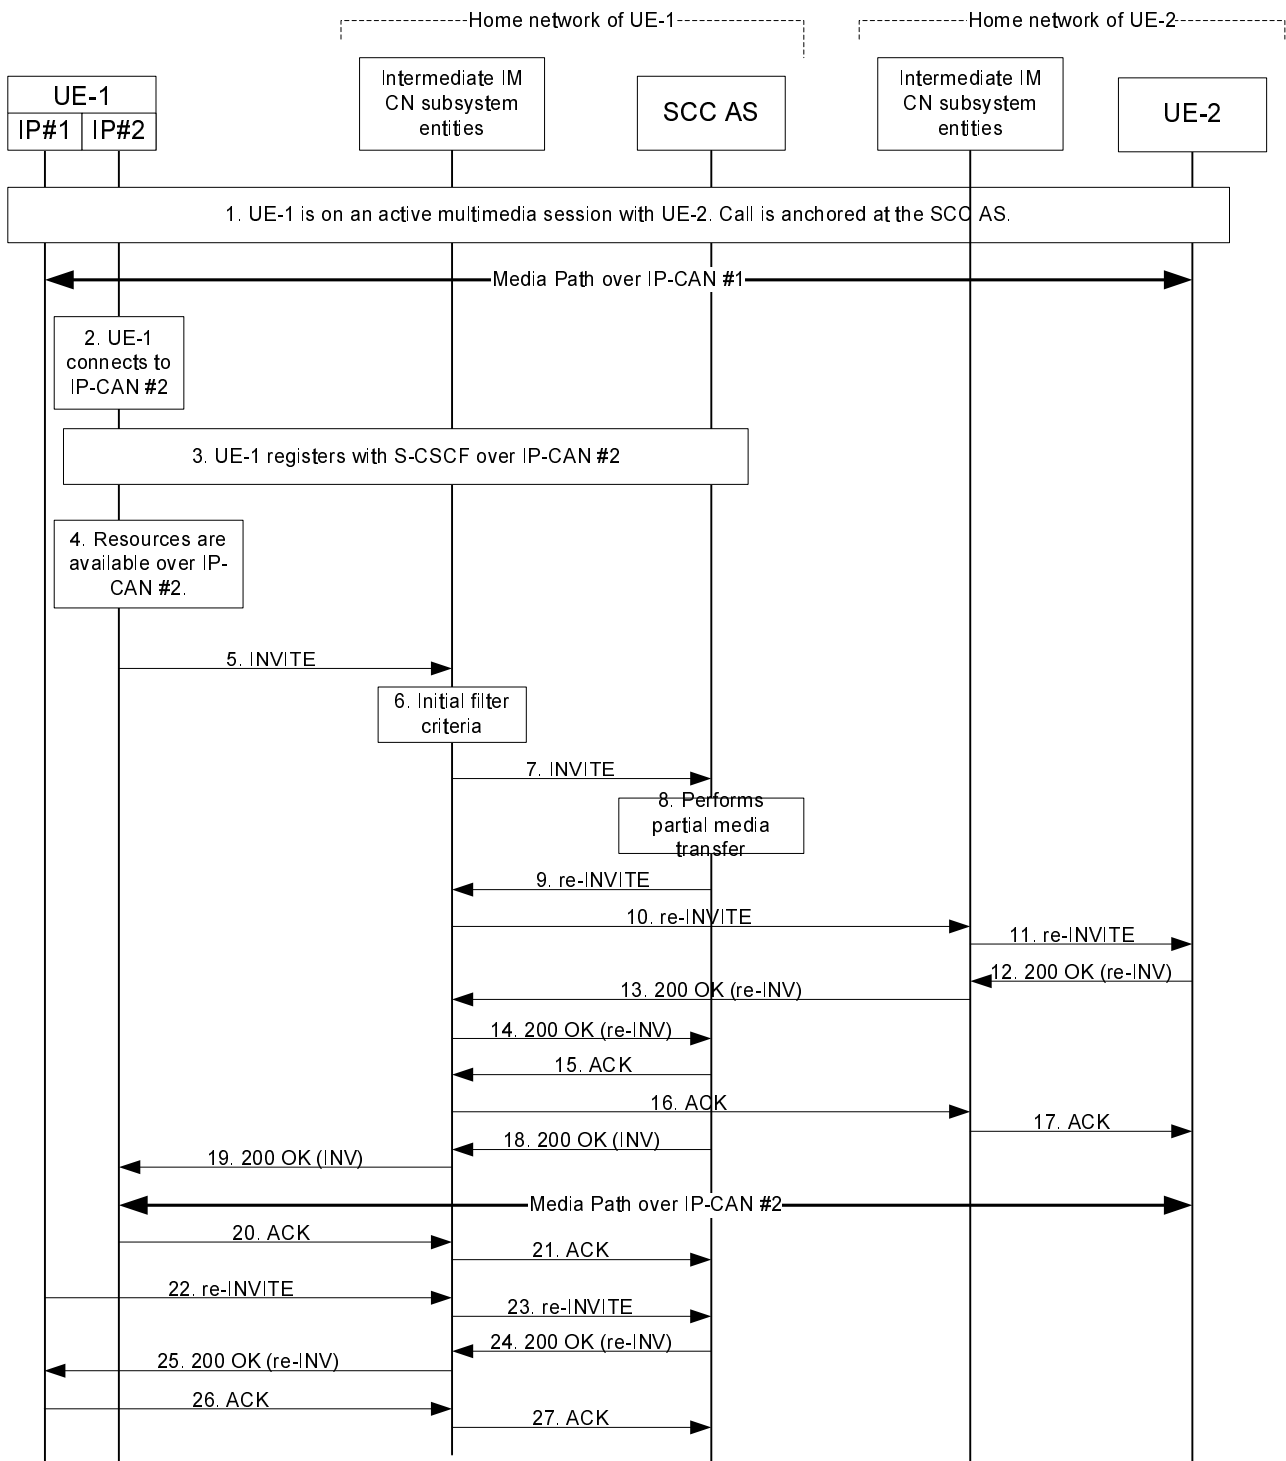 Home network of UE-1
Home network of UE-2
UE-1
IP#1
IP#2
Intermediate IM
CN subsystem
entities
SCC AS
Intermediate IM
CN subsystem
entities
UE-2
1. UE-1 is on an active multimedia session with UE-2. Call is anchored at the SCC AS.
Media Path over IP-CAN #1
2. UE-1
connects to
IP-CAN #2
3. UE-1 registers with S-CSCF over IP-CAN #2
4. Resources are
available over IP-
CAN #2.
5. INVITE
6. Initial filter
criteria
7. INVITE
8. Performs
partial media
transfer
9. re-INVITE
10. re-INVITE
11. re-INVITE
12. 200 OK (re-INV)
13. 200 OK (re-INV)
14. 200 OK (re-INV)
15. ACK
16. ACK
17. ACK
18. 200 OK (INV)
19. 200 OK (INV)
Media Path over IP-CAN #2
20. ACK
21. ACK
22. re-INVITE
23. re-INVITE
24. 200 OK (re-INV)
25. 200 OK (re-INV)
26. ACK
27. ACK